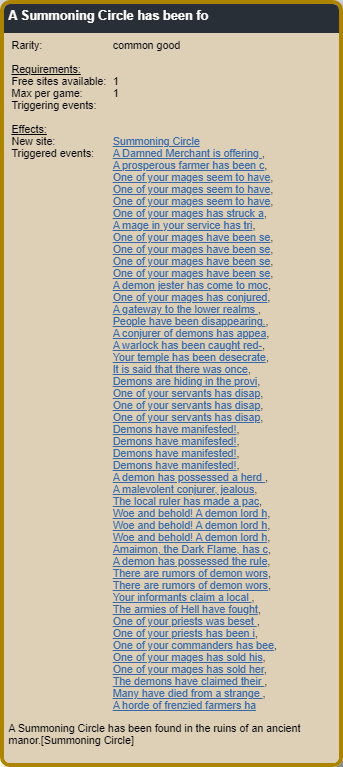 A Summoning Circle has been fo
Rarity: common good
Requirements:
Free sites available: 1
Max per game: 1
Triggering events:
Effects:
New site: Summoning Circle
Triggered events: A Damned Merchant is offering ,
A prosperous farmer has been c,
One of your mages seem to have,
One of your mages seem to have,
One of your mages seem to have,
One of your mages has struck a,
A mage in your service has tri,
One of your mages have been se,
One of your mages have been se,
One of your mages have been se,
One of your mages have been se,
A demon jester has come to moc,
One of your mages has conjured,
A gateway to the lower realms ,
People have been disappearing,,
A conjurer of demons has appea,
A warlock has been caught red-,
Your temple has been desecrate,
It is said that there was once,
Demons are hiding in the provi,
One of your servants has disap,
One of your servants has disap,
One of your servants has disap,
Demons have manifested!,
Demons have manifested!,
Demons have manifested!,
Demons have manifested!,
A demon has possessed a herd ,
A malevolent conjurer, jealous,
The local ruler has made a pac,
Woe and behold! A demon lord h,
Woe and behold! A demon lord h,
Woe and behold! A demon lord h,
Amaimon, the Dark Flame, has c,
A demon has possessed the rule,
There are rumors of demon wors,
There are rumors of demon wors,
Your informants claim a local ,
The armies of Hell have fought,
One of your priests was beset ,
One of your priests has been i,
One of your commanders has bee,
One of your mages has sold his,
One of your mages has sold her,
The demons have claimed their ,
Many have died from a strange ,
A horde of frenzied farmers ha
A Summoning Circle has been found in the ruins of an ancient
manor.[Summoning Circle]